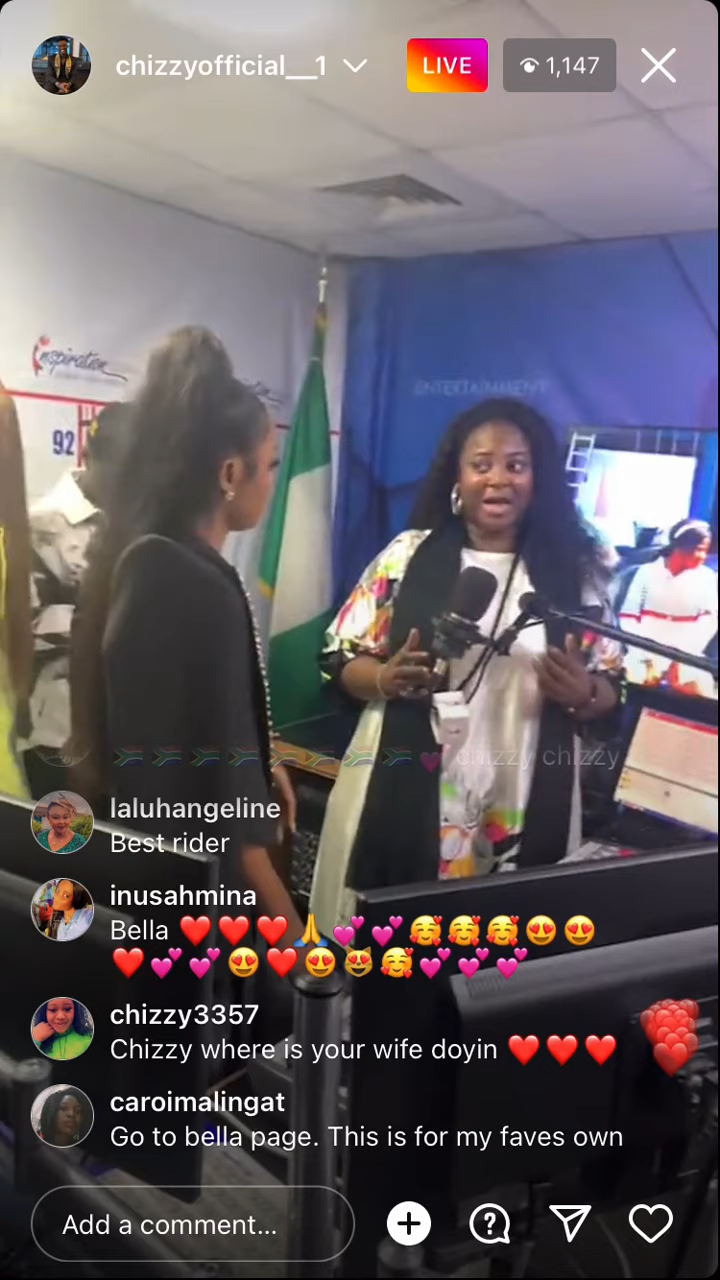 chizzyofficial__1
LIVE
1,147
Inspiration
92
ENTERTAINMENT
🇿🇦🇿🇦🇿🇦🇿🇦🇿🇦🇿🇦🇿🇦🇿🇦💗 chizzy chizzy
laluhangeline
Best rider
inusahmina
Bella ❤️❤️❤️🙏💕💕🥰🥰🥰😍😍
❤️💕💕😍❤️😍😻🥰💕💕💕
chizzy3357
Chizzy where is your wife doyin ❤️❤️❤️
caroimalingat
Go to bella page. This is for my faves own
Add a comment...